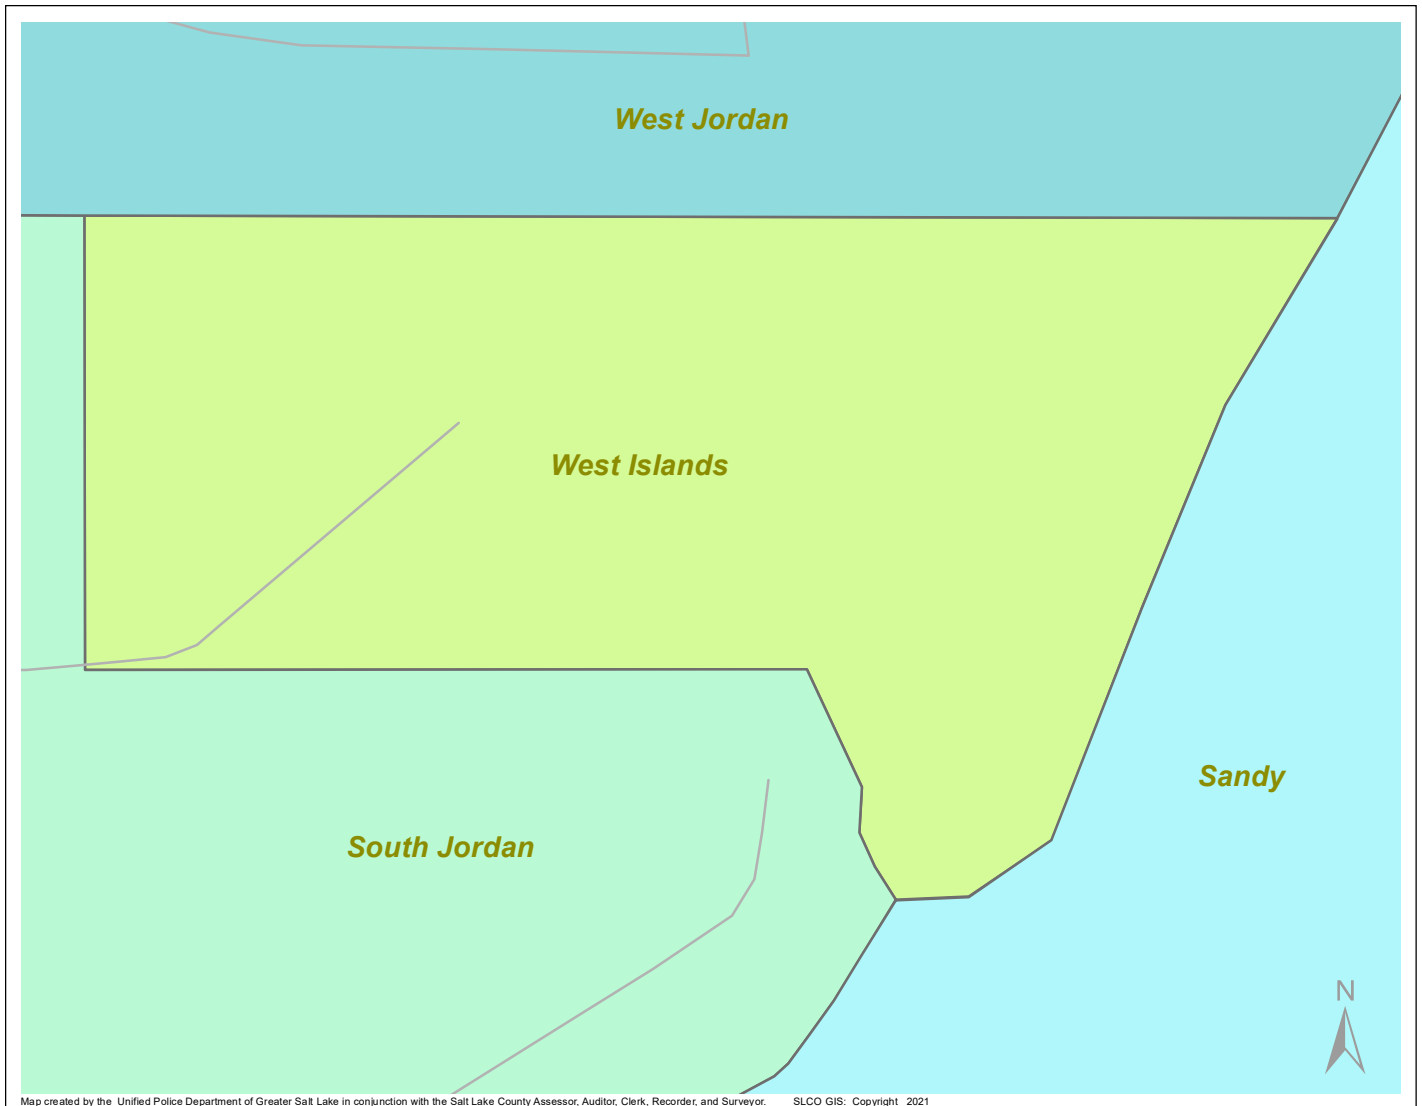 West Jordan
West Islands
Sandy
South Jordan
N
Map created by the Unified Police Department of Greater Salt Lake in conjunction with the Salt Lake County Assessor, Auditor, Clerk, Recorder, and Surveyor. SLCO GIS: Copyright 2021